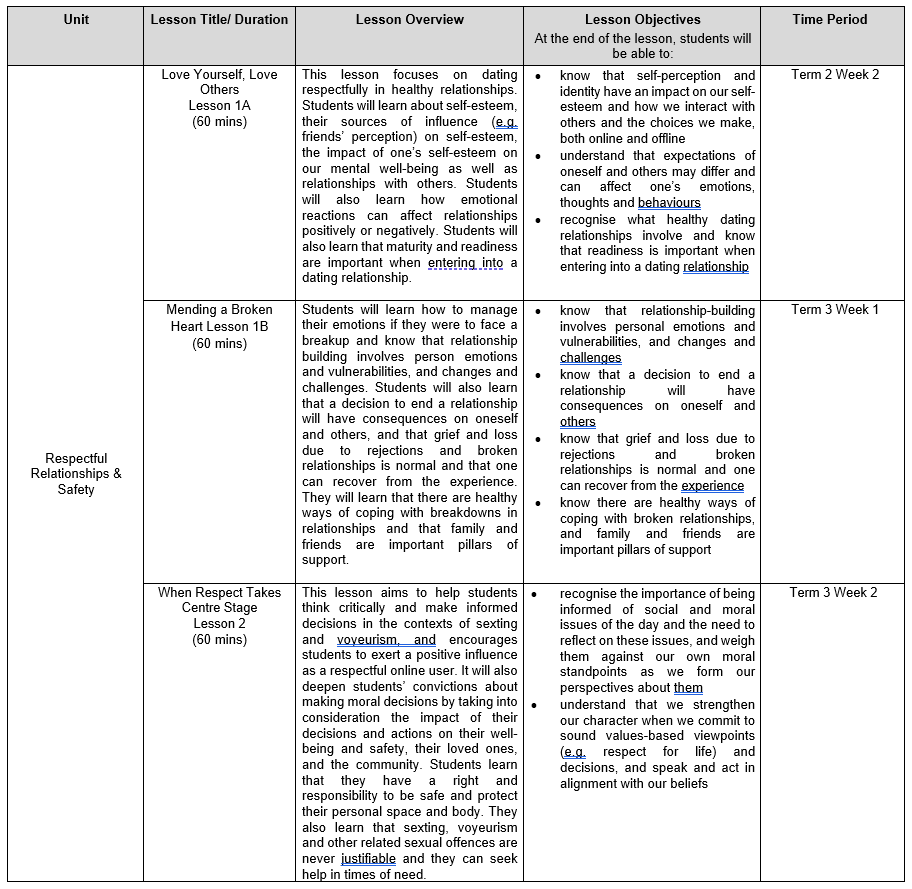 Unit
Lesson Title/ Duration
Lesson Overview
Lesson Objectives
At the end of the lesson, students will
be able to:
Time Period
Respectful
Relationships &
Safety
Love Yourself, Love
Others
Lesson 1A
(60 mins)
This lesson focuses on dating
respectfully in healthy relationships.
Students will learn about self-esteem,
their sources of influence (e.g.
friends' perception) on self-esteem,
the impact of one's self-esteem on
our mental well-being as well as
relationships with others. Students
will also learn how emotional
reactions can affect relationships
positively or negatively. Students will
also learn that maturity and readiness
are important when entering into a
dating relationship.
• know that self-perception and
identity have an impact on our self-
esteem and how we interact with
others and the choices we make,
both online and offline
• understand that expectations of
oneself and others may differ and
can affect one's emotions,
thoughts and behaviours
• recognise what healthy dating
relationships involve and know
that readiness is important when
entering into a dating relationship
Term 2 Week 2
Mending a Broken
Heart Lesson 1B
(60 mins)
Students will learn how to manage
their emotions if they were to face a
breakup and know that relationship
building involves person emotions
and vulnerabilities, and changes and
challenges. Students will also learn
that a decision to end a relationship
will have consequences on oneself
and others, and that grief and loss
due to rejections and broken
relationships is normal and that one
can recover from the experience.
They will learn that there are healthy
ways of coping with breakdowns in
relationships and that family and
friends are important pillars of
support.
• know that relationship-building
involves personal emotions and
vulnerabilities, and changes and
challenges
• know that a decision to end a
relationship will have
consequences on oneself and
others
• know that grief and loss due to
rejections and broken
relationships is normal and one
can recover from the experience
• know there are healthy ways of
coping with broken relationships,
and family and friends are
important pillars of support
Term 3 Week 1
When Respect Takes
Centre Stage
Lesson 2
(60 mins)
This lesson aims to help students
think critically and make informed
decisions in the contexts of sexting
and voyeurism, and encourages
students to exert a positive influence
as a respectful online user. It will also
deepen students' convictions about
making moral decisions by taking into
consideration the impact of their
decisions and actions on their well-
being and safety, their loved ones,
and the community. Students learn
that they have a right and
responsibility to be safe and protect
their personal space and body. They
also learn that sexting, voyeurism
and other related sexual offences are
never justifiable and they can seek
help in times of need.
• recognise the importance of being
informed of social and moral
issues of the day and the need to
reflect on these issues, and weigh
them against our own moral
standpoints as we form our
perspectives about them
• understand that we strengthen
our character when we commit to
sound values-based viewpoints
(e.g. respect for life) and
decisions, and speak and act in
alignment with our beliefs
Term 3 Week 2